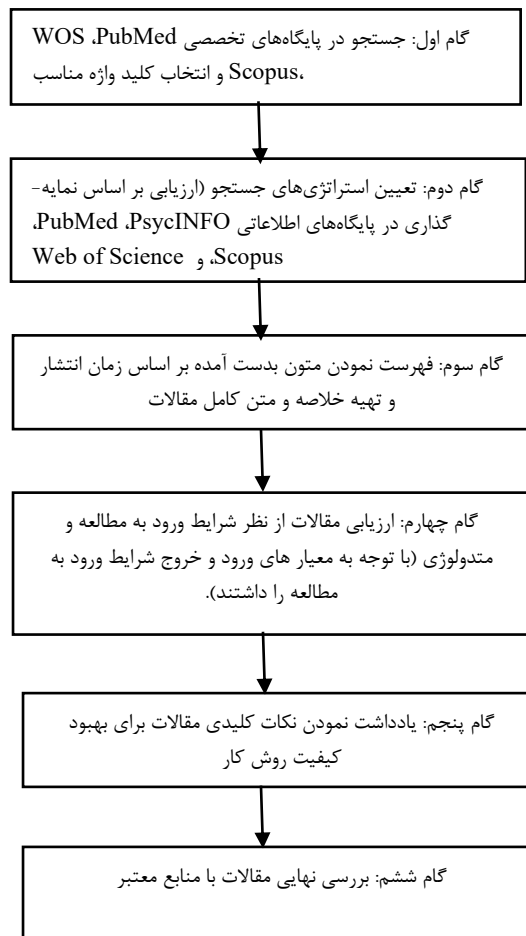 گام اول: جستجو در پایگاه‌های تخصصی WOS ،PubMed
،Scopus و انتخاب کلید واژه مناسب
گام دوم: تعیین استراتژی‌های جستجو (ارزیابی بر اساس نمایه-
گذاری در پایگاه‌های اطلاعاتی PubMed ،PsycINFO،
Scopus، و Web of Science
گام سوم: فهرست نمودن متون بدست آمده بر اساس زمان انتشار
و تهیه خلاصه و متن کامل مقالات
گام چهارم: ارزیابی مقالات از نظر شرایط ورود به مطالعه و
متدولوژی (با توجه به معیار های ورود و خروج شرایط ورود به
مطالعه را داشتند).
گام پنجم: یادداشت نمودن نکات کلیدی مقالات برای بهبود
کیفیت روش کار
گام ششم: بررسی نهایی مقالات با منابع معتبر